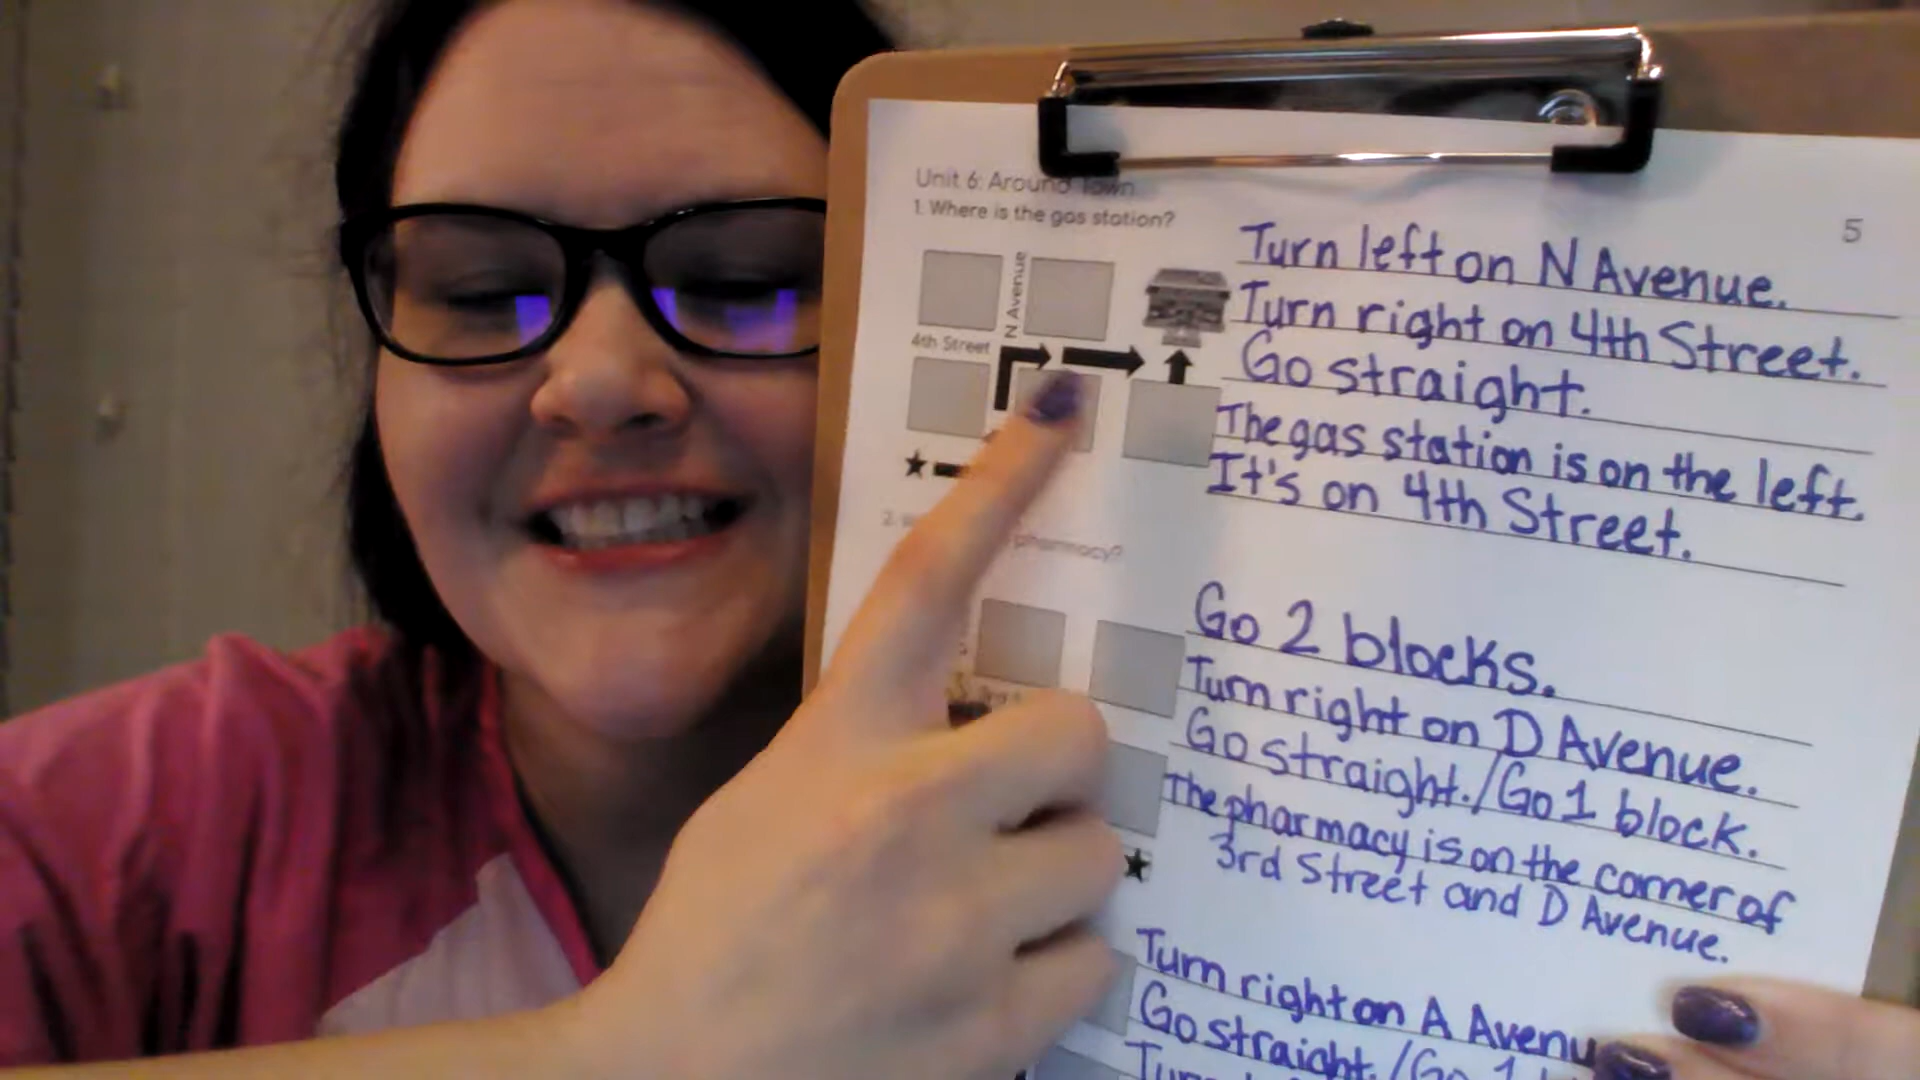 Unit 6: Around Town
1. Where is the gas station?
5
N Avenue
4th Street
Turn left on N Avenue.
Turn right on 4th Street.
Go straight.
The gas station is on the left.
It's on 4th Street.
2. pharmacy?
Go 2 blocks.
Turn right on D Avenue.
Go straight./Go 1 block.
The pharmacy is on the corner of
3rd Street and D Avenue.
Turn right on A Avenu
Go straight./Go 1